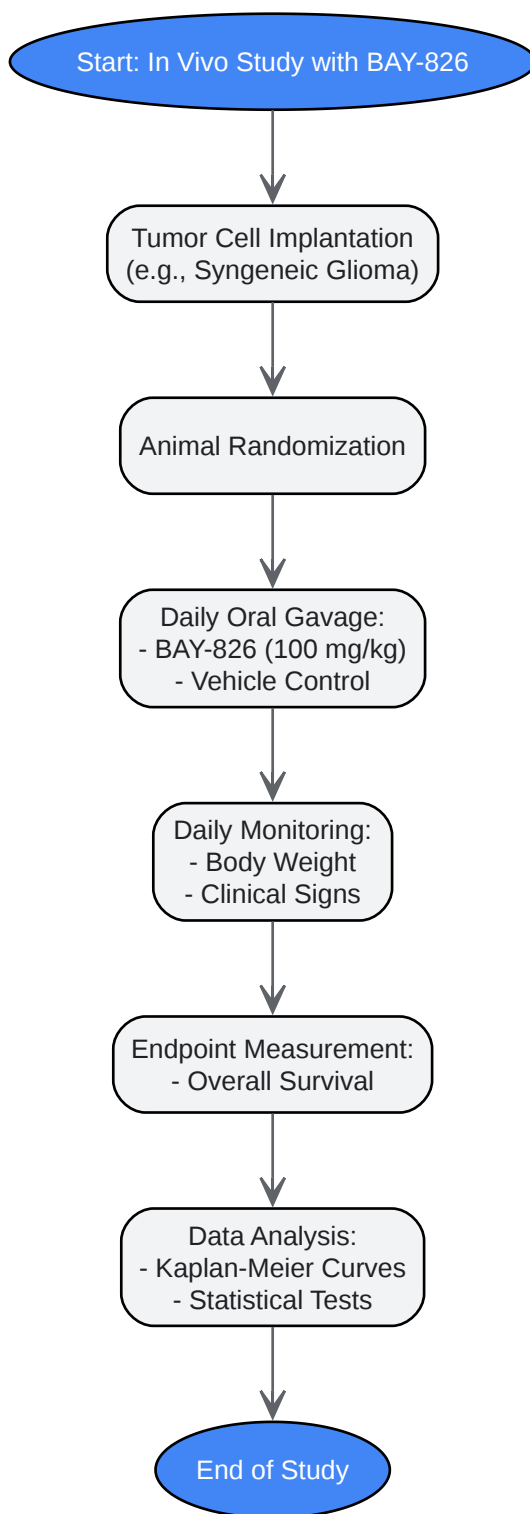 Start: In Vivo Study with BAY-826
Tumor Cell Implantation
(e.g., Syngeneic Glioma)
Animal Randomization
Daily Oral Gavage:
- BAY-826 (100 mg/kg)
- Vehicle Control
Daily Monitoring:
- Body Weight
- Clinical Signs
Endpoint Measurement:
- Overall Survival
Data Analysis:
- Kaplan-Meier Curves
- Statistical Tests
End of Study